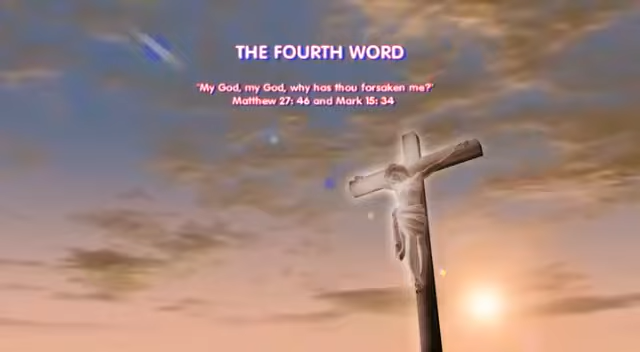 THE FOURTH WORD
"My God, my God, why has thou forsaken me?"
Matthew 27: 46 and Mark 15: 34